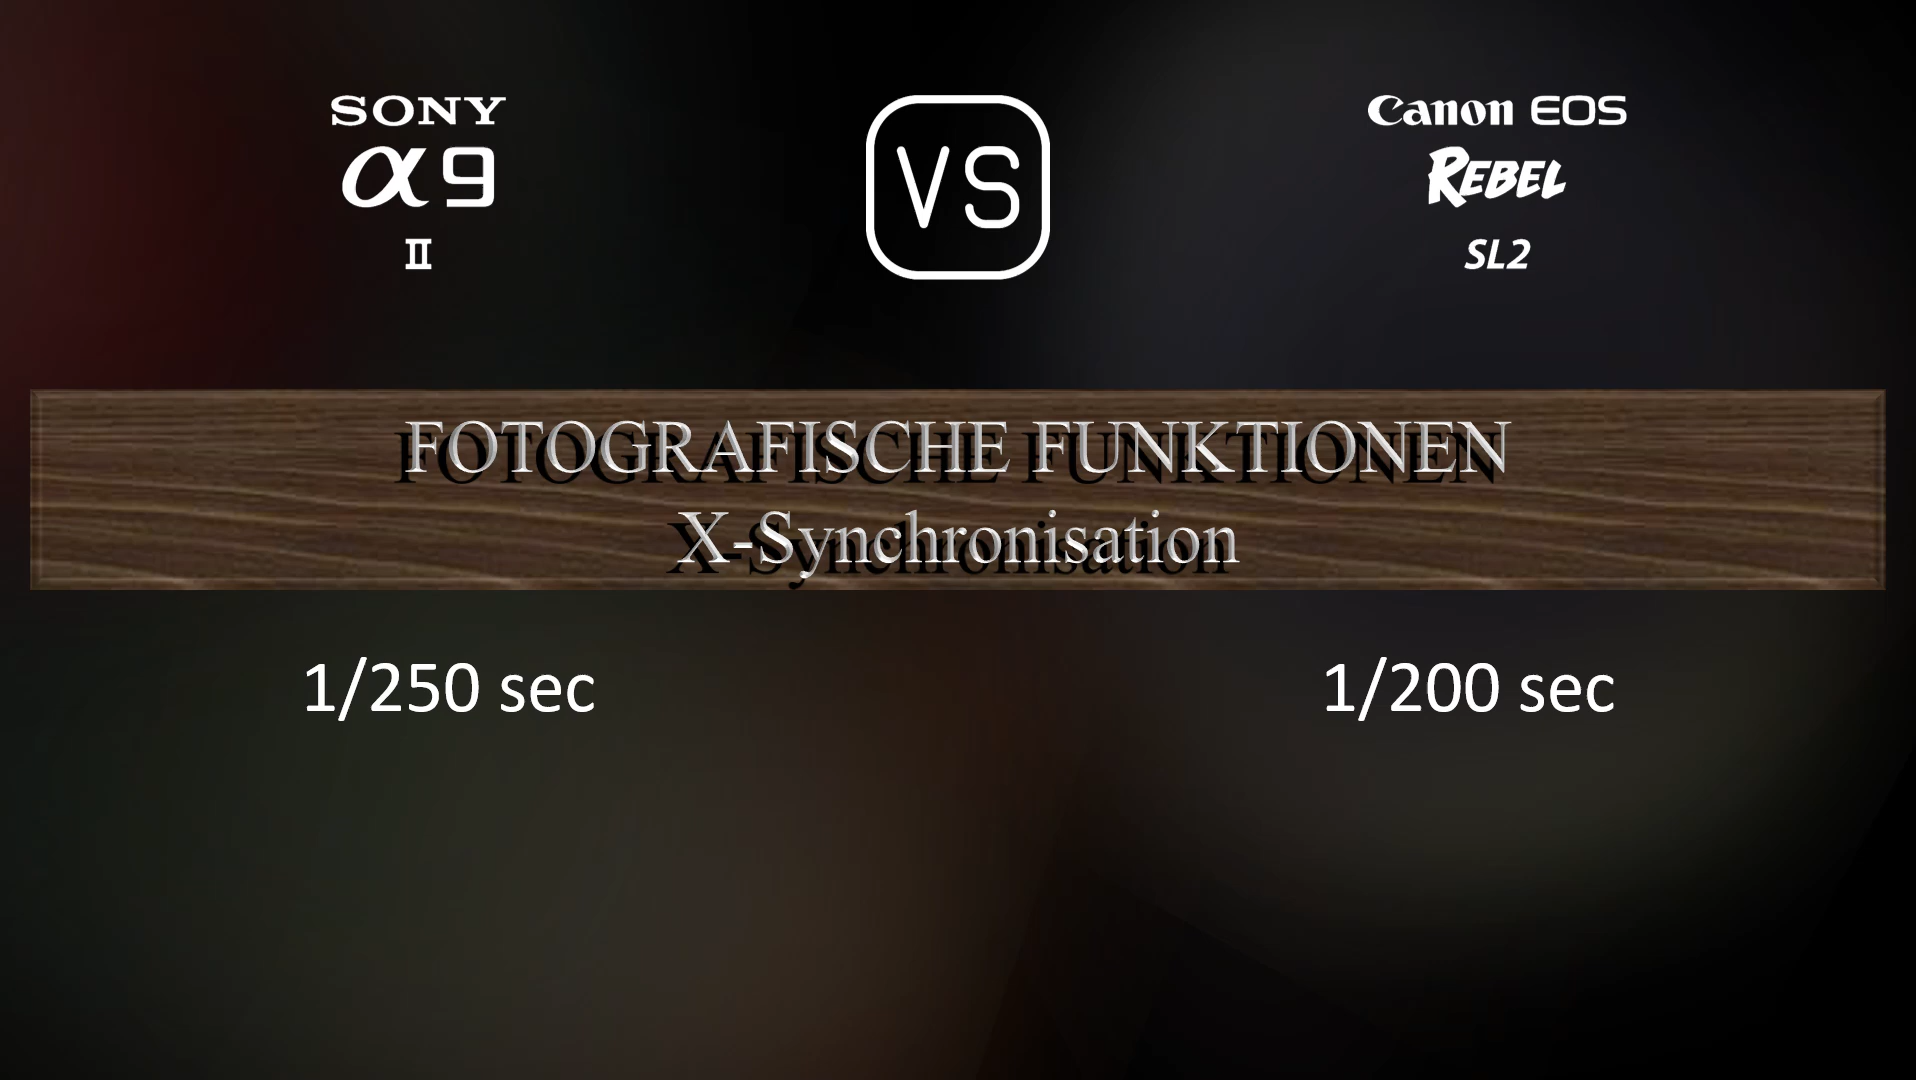 SONY
α9
II
VS
Canon EOS
REBEL
SL2
FOTOGRAFISCHE FUNKTIONEN
X-Synchronisation
1/250 sec
1/200 sec